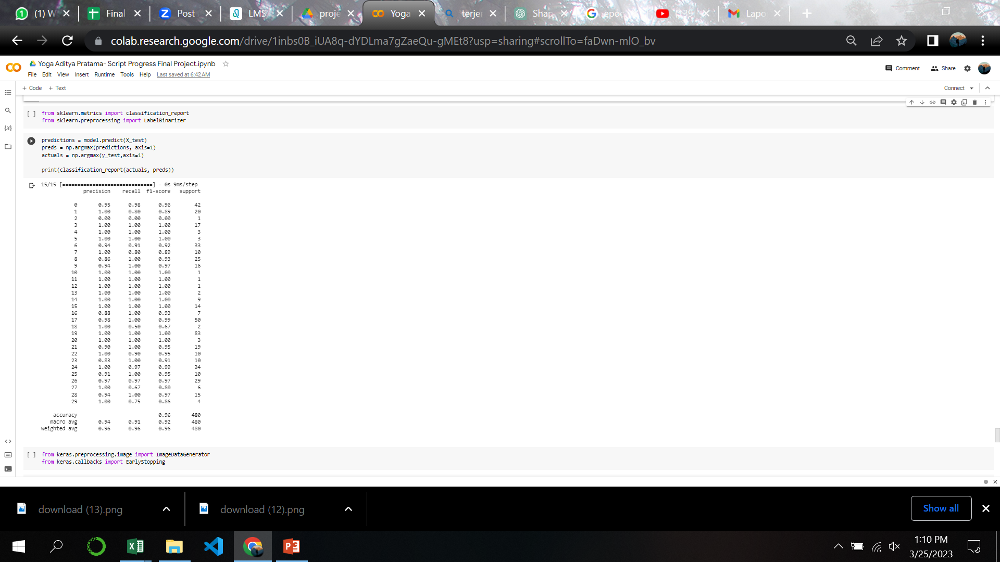 (1) W
Final
Post
LMS
proje
Yoga
terje
Shap
epo
(139
Lapo
colab.research.google.com/drive/1inbs0B_iUA8q-dYDLma7gZaeQu-gMEt8?usp=sharing#scrollTo=faDwn-mlO_bv
Yoga Aditya Pratama- Script Progress Final Project.ipynb
File Edit View Insert Runtime Tools Help Last saved at 6:42 AM
Comment Share
+ Code + Text
Connect
[ ] from sklearn.metrics import classification_report
from sklearn.preprocessing import LabelBinarizer
predictions = model.predict(X_test)
preds = np.argmax(predictions, axis=1)
actuals = np.argmax(y_test,axis=1)
print(classification_report(actuals, preds))
15/15 [==============================] - 0s 9ms/step
precision recall f1-score support
0 0.95 0.98 0.96 42
1 1.00 0.80 0.89 20
2 0.00 0.00 0.00 1
3 1.00 1.00 1.00 17
4 1.00 1.00 1.00 3
5 1.00 1.00 1.00 3
6 0.94 0.91 0.92 33
7 1.00 0.80 0.89 10
8 0.86 1.00 0.93 25
9 0.94 1.00 0.97 16
10 1.00 1.00 1.00 1
11 1.00 1.00 1.00 1
12 1.00 1.00 1.00 1
13 1.00 1.00 1.00 2
14 1.00 1.00 1.00 9
15 1.00 1.00 1.00 14
16 0.88 1.00 0.93 7
17 0.98 1.00 0.99 50
18 1.00 0.50 0.67 2
19 1.00 1.00 1.00 83
20 1.00 1.00 1.00 3
21 0.90 1.00 0.95 19
22 1.00 0.90 0.95 10
23 0.83 1.00 0.91 10
24 1.00 0.97 0.99 34
25 0.91 1.00 0.95 10
26 0.97 0.97 0.97 29
27 1.00 0.67 0.80 6
28 0.94 1.00 0.97 15
29 1.00 0.75 0.86 4
accuracy 0.96 480
macro avg 0.94 0.91 0.92 480
weighted avg 0.96 0.96 0.96 480
[ ] from keras.preprocessing.image import ImageDataGenerator
from keras.callbacks import EarlyStopping
download (13).png
download (12).png
Show all
1:10 PM
3/25/2023